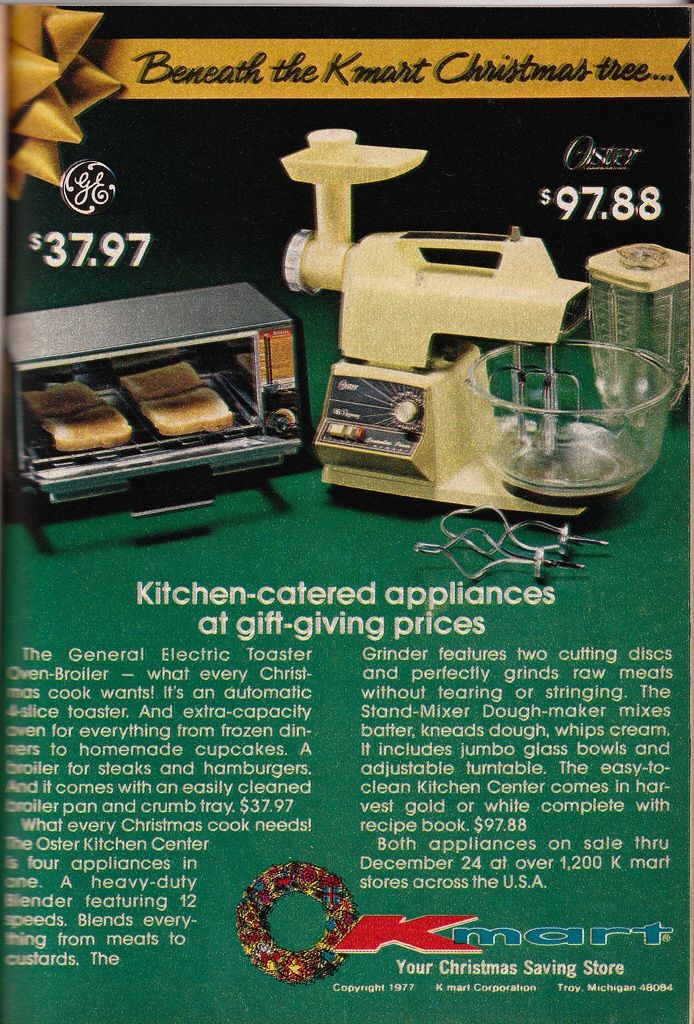 Beneath the Kmart Christmas tree...
GE
$37.97
Oster
$97.88
Oster
Kitchen-catered appliances
at gift-giving prices
The General Electric Toaster
Oven-Broiler — what every Christ-
mas cook wants! It's an automatic
4-slice toaster. And extra-capacity
oven for everything from frozen din-
ners to homemade cupcakes. A
broiler for steaks and hamburgers.
And it comes with an easily cleaned
broiler pan and crumb tray. $37.97
What every Christmas cook needs!
The Oster Kitchen Center
is four appliances in
one. A heavy-duty
Blender featuring 12
speeds. Blends every-
thing from meats to
custards. The
Grinder features two cutting discs
and perfectly grinds raw meats
without tearing or stringing. The
Stand-Mixer Dough-maker mixes
batter, kneads dough, whips cream.
It includes jumbo glass bowls and
adjustable turntable. The easy-to-
clean Kitchen Center comes in har-
vest gold or white complete with
recipe book. $97.88
Both appliances on sale thru
December 24 at over 1,200 K mart
stores across the U.S.A.
Kmart®
Your Christmas Saving Store
Copyright 1977 K mart Corporation Troy, Michigan 48084